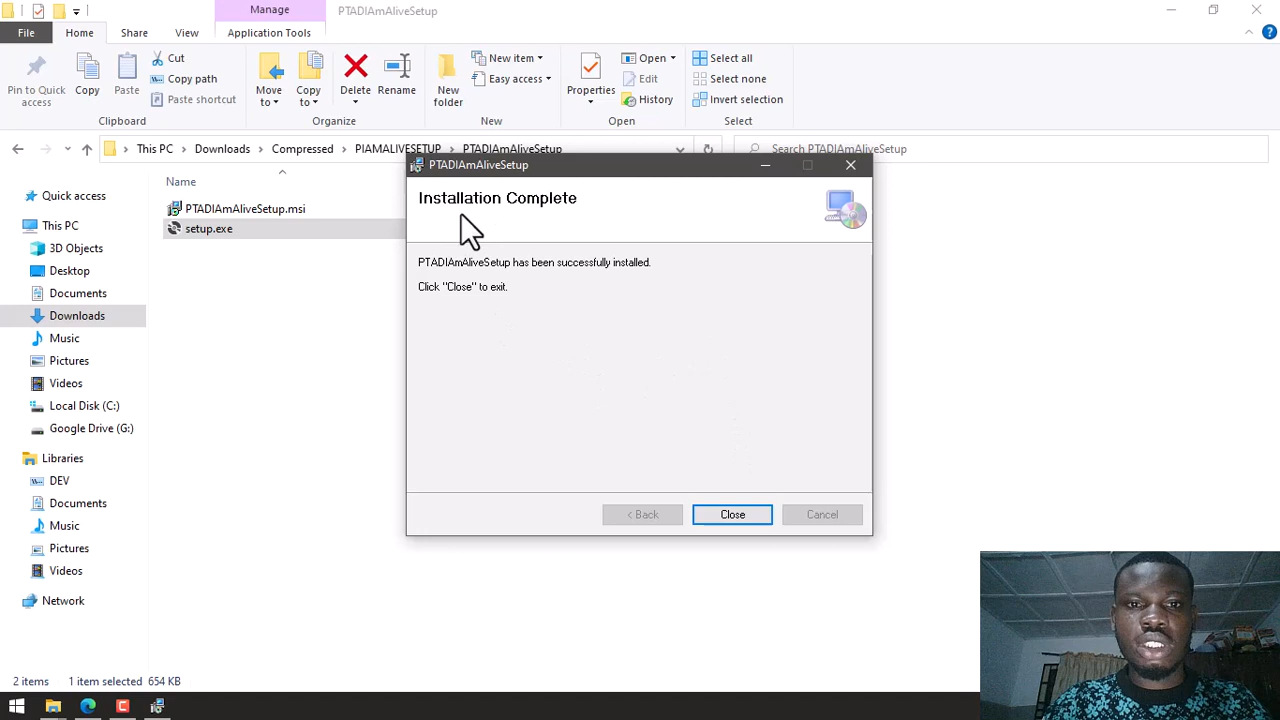 Manage
PTADIAmAliveSetup
File
Home
Share
View
Application Tools
Pin to Quick access
Copy
Paste
Cut
Copy path
Paste shortcut
Clipboard
Move to
Copy to
Delete
Rename
Organize
New folder
New item
Easy access
New
Properties
Open
Edit
History
Open
Select all
Select none
Invert selection
Select
This PC > Downloads > Compressed > PIAMALIVESETUP > PTADIAmAliveSetup
Search PTADIAmAliveSetup
Quick access
This PC
3D Objects
Desktop
Documents
Downloads
Music
Pictures
Videos
Local Disk (C:)
Google Drive (G:)
Libraries
DEV
Documents
Music
Pictures
Videos
Network
Name
PTADIAmAliveSetup.msi
setup.exe
PTADIAmAliveSetup
Installation Complete
PTADIAmAliveSetup has been successfully installed.
Click "Close" to exit.
< Back
Close
Cancel
2 items
1 item selected 654 KB